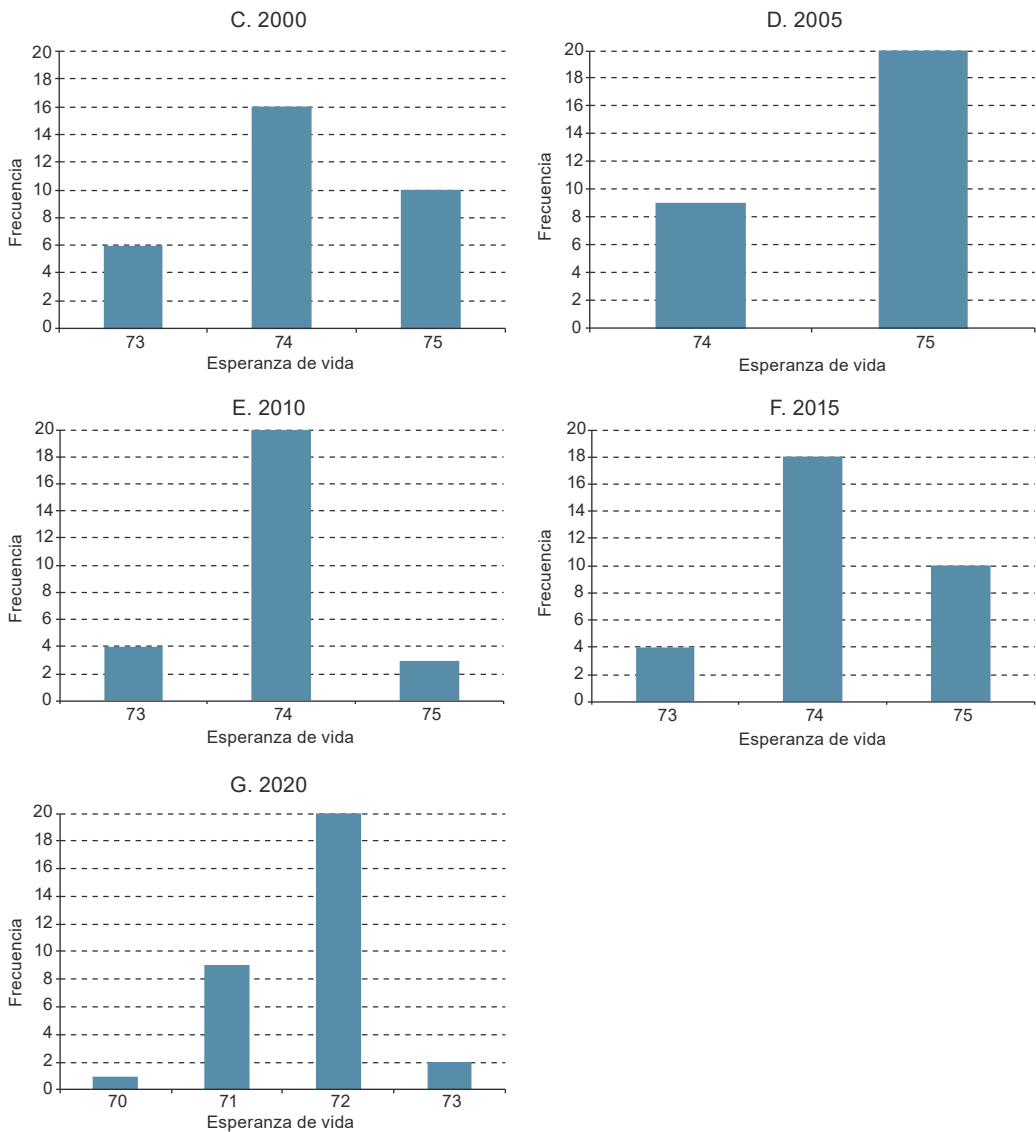 C. 2000
20
18
16
14
12
10
8
6
4
2
0
Frecuencia
73 74 75
Esperanza de vida
D. 2005
20
18
16
14
12
10
8
6
4
2
0
Frecuencia
74 75
Esperanza de vida
E. 2010
20
18
16
14
12
10
8
6
4
2
0
Frecuencia
73 74 75
Esperanza de vida
F. 2015
20
18
16
14
12
10
8
6
4
2
0
Frecuencia
73 74 75
Esperanza de vida
G. 2020
20
18
16
14
12
10
8
6
4
2
0
Frecuencia
70 71 72 73
Esperanza de vida